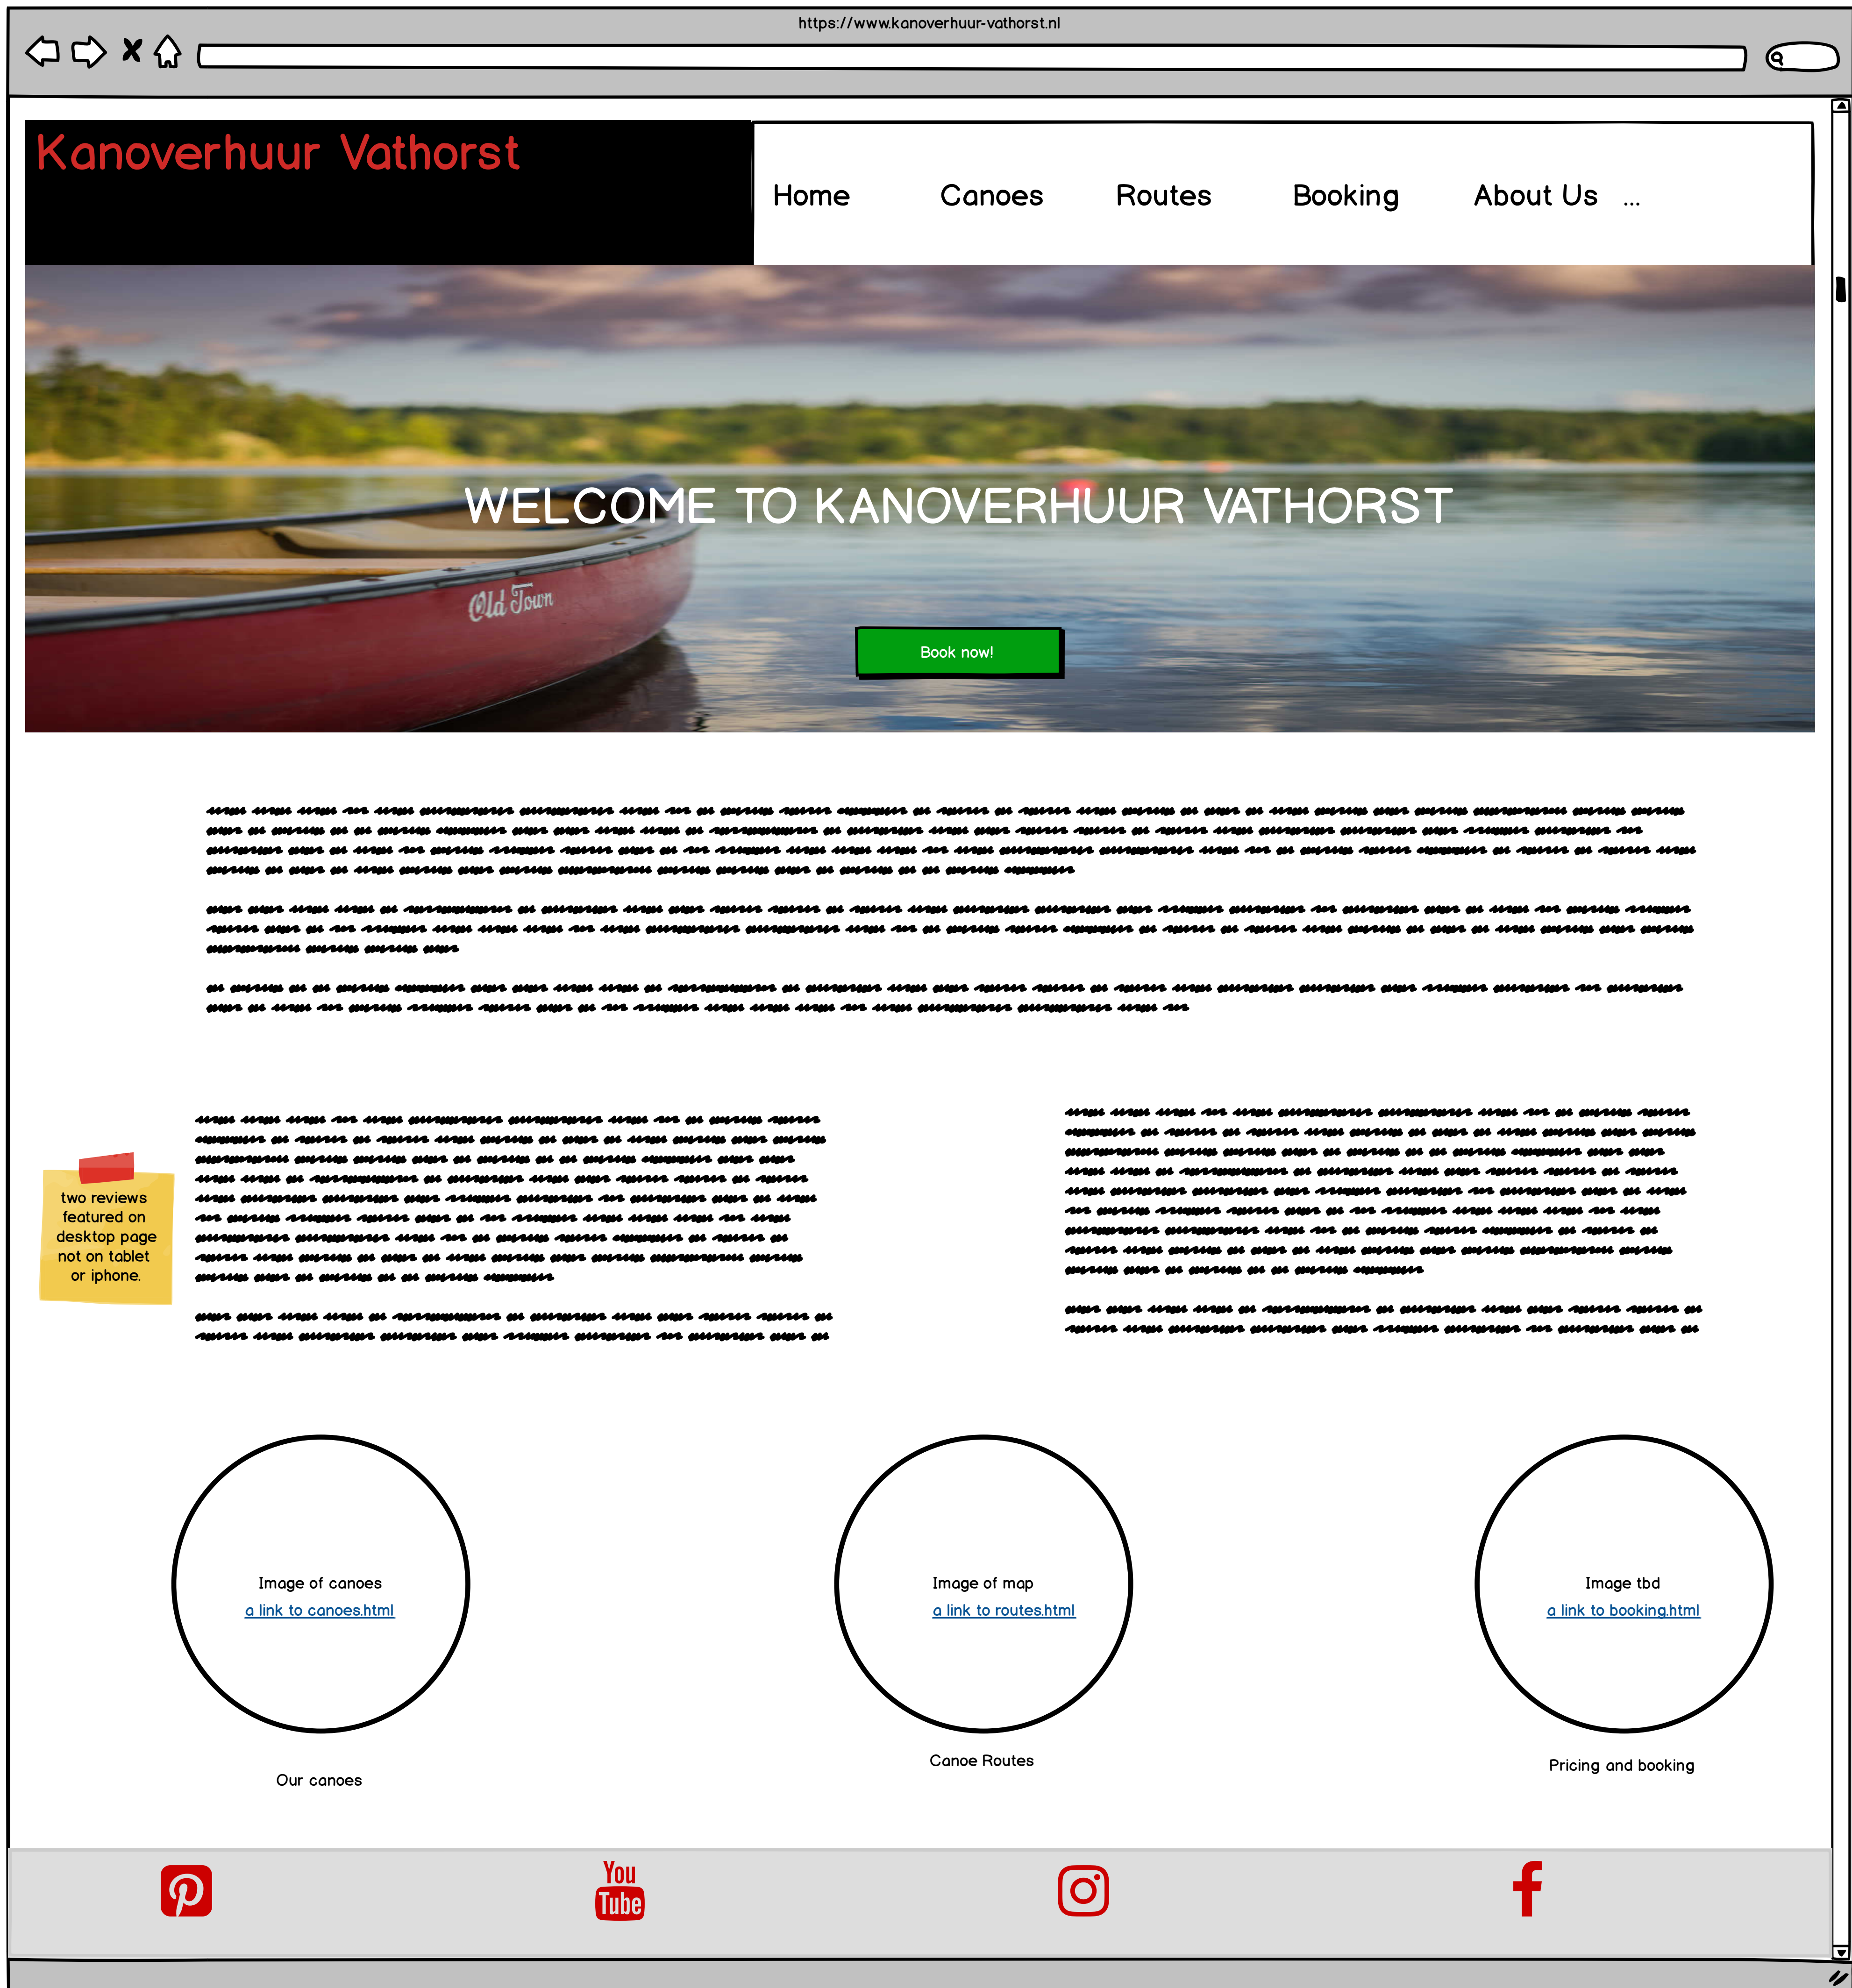 https://www.kanoverhuur-vathorst.nl
Kanoverhuur Vathorst
Home Canoes Routes Booking About Us ...
WELCOME TO KANOVERHUUR VATHORST
Old Town
Book now!
two reviews
featured on
desktop page
not on tablet
or iphone.
Image of canoes
a link to canoes.html
Image of map
a link to routes.html
Image tbd
a link to booking.html
Our canoes
Canoe Routes
Pricing and booking
You
Tube